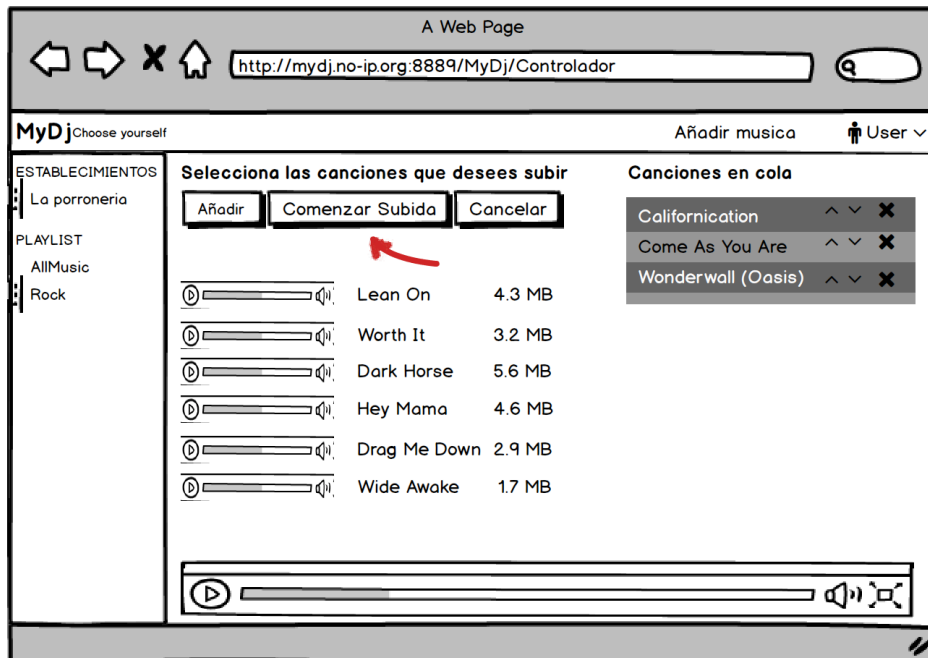 A Web Page
http://mydj.no-ip.org:8889/MyDj/Controlador
MyDj Choose yourself
Añadir musica
User
ESTABLECIMIENTOS
La porroneria
PLAYLIST
AllMusic
Rock
Selecciona las canciones que desees subir
Añadir
Comenzar Subida
Cancelar
Lean On 4.3 MB
Worth It 3.2 MB
Dark Horse 5.6 MB
Hey Mama 4.6 MB
Drag Me Down 2.9 MB
Wide Awake 1.7 MB
Canciones en cola
Californication
Come As You Are
Wonderwall (Oasis)